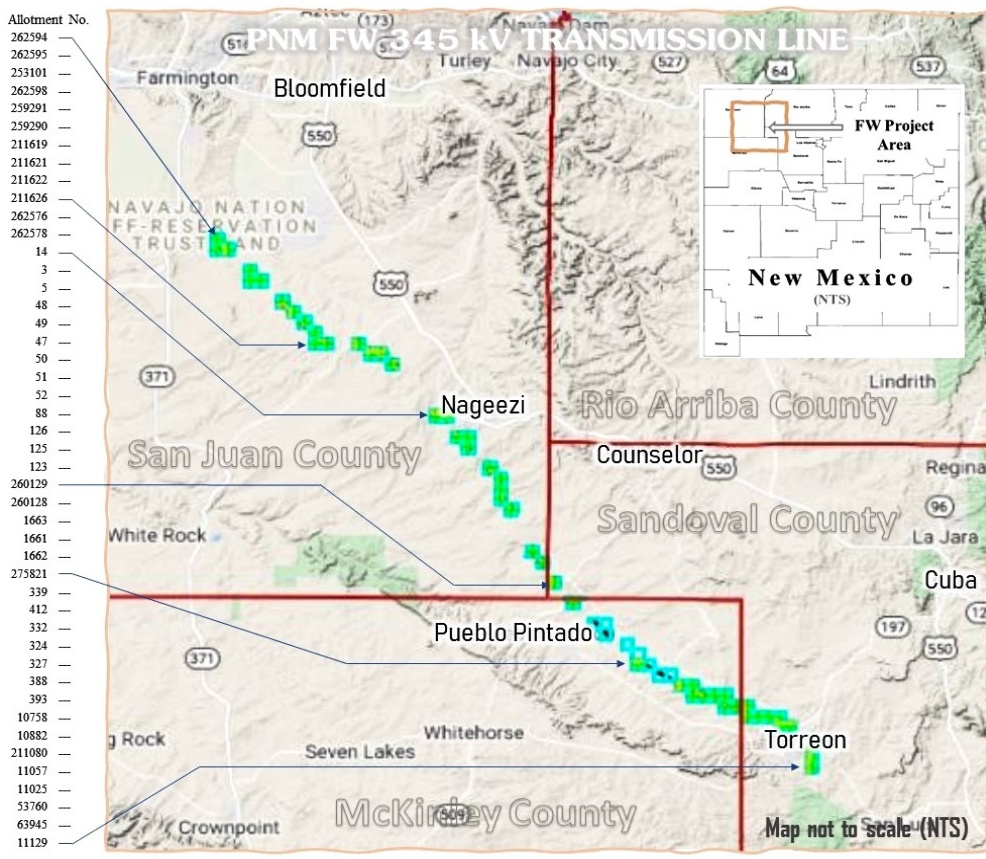 Allotment No.
262594
262595
253101
262598
259291
259290
211619
211621
211622
211626
262576
262578
14
3
5
48
49
47
50
51
52
88
126
125
123
260129
260128
1663
1661
1662
275821
339
412
332
324
327
388
393
10758
10882
211080
11057
11025
53760
63945
11129
Aztec
173
Navajo Dam
516
PNM FW 345 kV TRANSMISSION LINE
Turley
Navajo City
527
64
537
Farmington
Bloomfield
550
FW Project
Area
New Mexico
(NTS)
NAVAJO NATION
OFF-RESERVATION
TRUST LAND
550
371
Lindrith
Nageezi
Rio Arriba County
San Juan County
Counselor
550
Regina
96
Sandoval County
White Rock
La Jara
Cuba
Pueblo Pintado
197
550
371
g Rock
Whitehorse
Torreon
Seven Lakes
McKinley County
509
Crownpoint
Map not to scale (NTS)